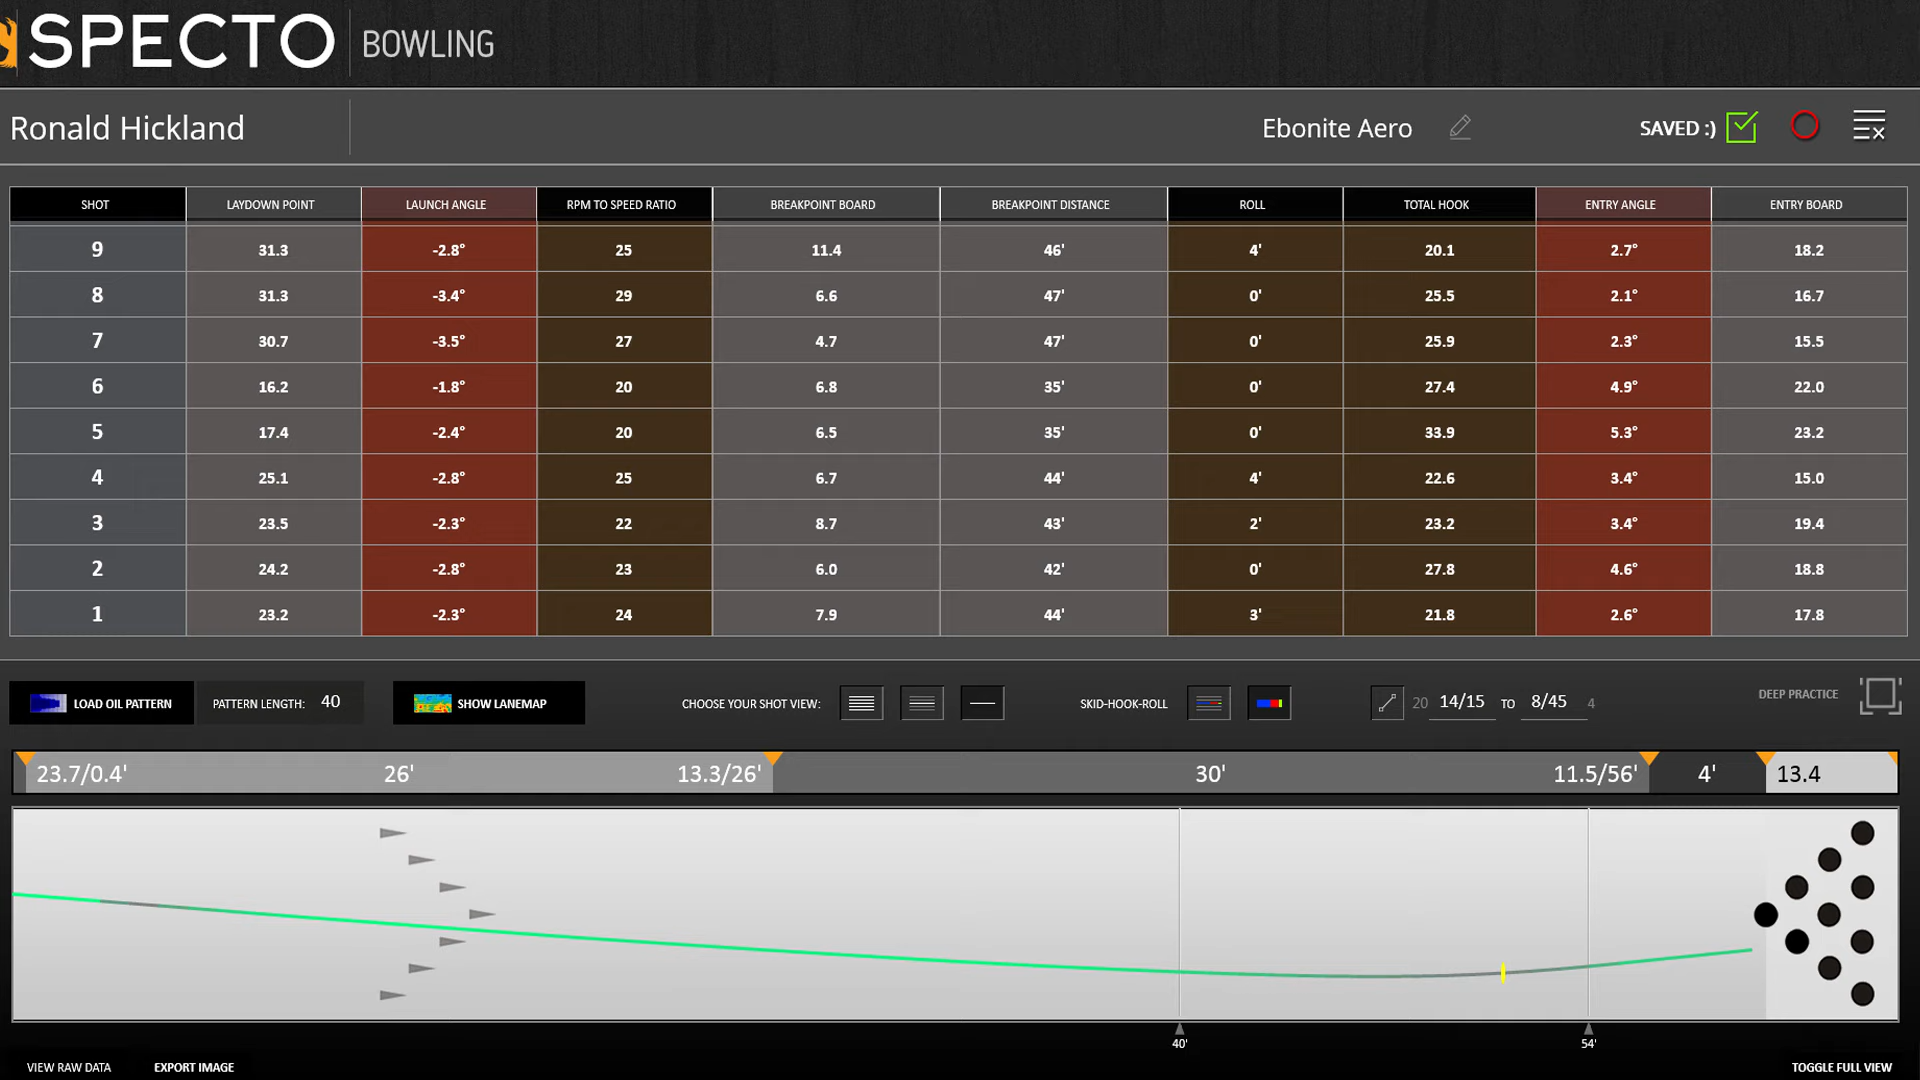 SPECTO BOWLING
Ronald Hickland Ebonite Aero SAVED :)
SHOT LAYDOWN POINT LAUNCH ANGLE RPM TO SPEED RATIO BREAKPOINT BOARD BREAKPOINT DISTANCE ROLL TOTAL HOOK ENTRY ANGLE ENTRY BOARD
9 31.3 -2.8° 25 11.4 46' 4' 20.1 2.7° 18.2
8 31.3 -3.4° 29 6.6 47' 0' 25.5 2.1° 16.7
7 30.7 -3.5° 27 4.7 47' 0' 25.9 2.3° 15.5
6 16.2 -1.8° 20 6.8 35' 0' 27.4 4.9° 22.0
5 17.4 -2.4° 20 6.5 35' 0' 33.9 5.3° 23.2
4 25.1 -2.8° 25 6.7 44' 4' 22.6 3.4° 15.0
3 23.5 -2.3° 22 8.7 43' 2' 23.2 3.4° 19.4
2 24.2 -2.8° 23 6.0 42' 0' 27.8 4.6° 18.8
1 23.2 -2.3° 24 7.9 44' 3' 21.8 2.6° 17.8
LOAD OIL PATTERN PATTERN LENGTH: 40 SHOW LANEMAP CHOOSE YOUR SHOT VIEW: SKID-HOOK-ROLL 20 14/15 TO 8/45 4 DEEP PRACTICE
23.7/0.4' 26' 13.3/26' 30' 11.5/56' 4' 13.4
40' 54'
VIEW RAW DATA EXPORT IMAGE TOGGLE FULL VIEW